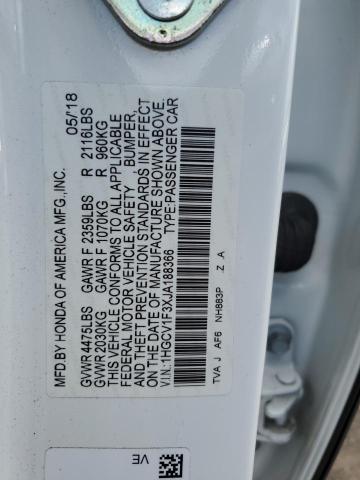 MFD.BY HONDA OF AMERICA MFG.,INC. 05/18
GVWR 4475LBS GAWR F 2359LBS R 2116LBS
GVWR 2030KG GAWR F 1070KG R 960KG
THIS VEHICLE CONFORMS TO ALL APPLICABLE
FEDERAL MOTOR VEHICLE SAFETY, BUMPER,
AND THEFT PREVENTION STANDARDS IN EFFECT
ON THE DATE OF MANUFACTURE SHOWN ABOVE.
V.I.N.:1HGCV1F3XJA188366 TYPE:PASSENGER CAR
TVA J AF6 NH883P Z A
VE